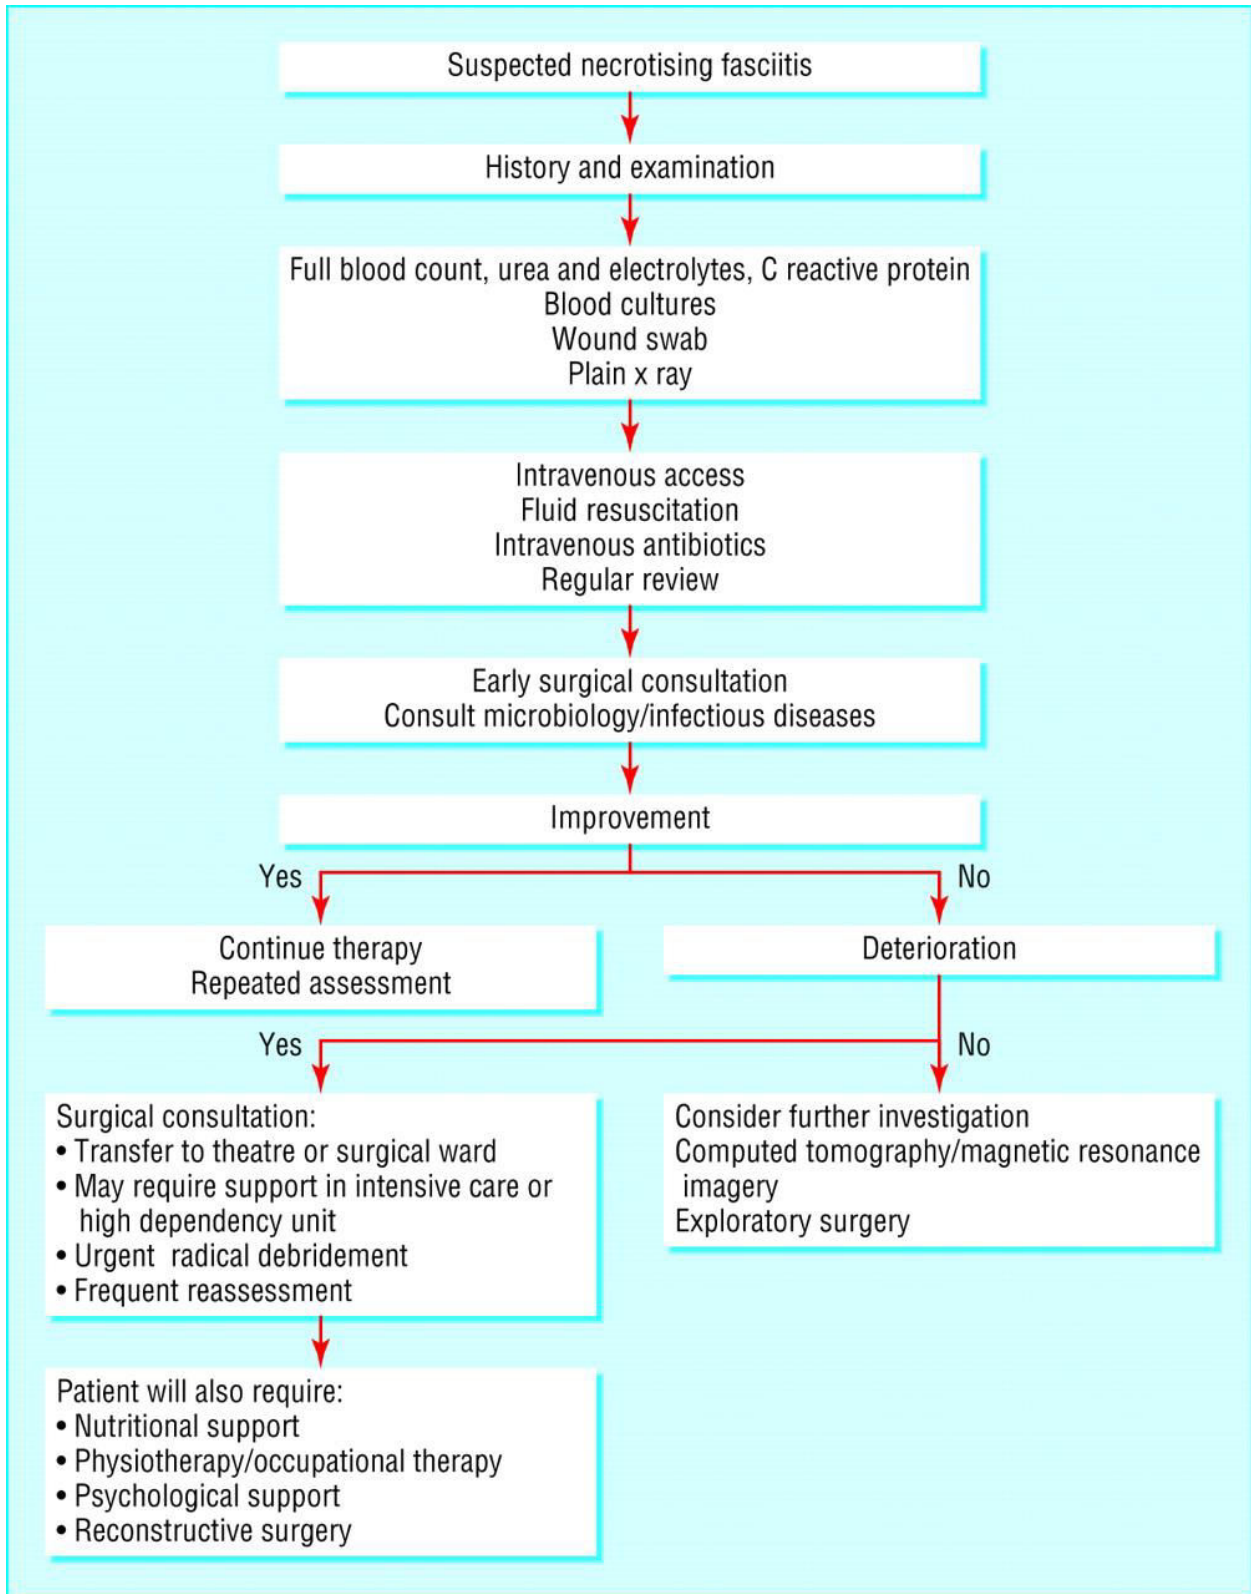 Suspected necrotising fasciitis
History and examination
Full blood count, urea and electrolytes, C reactive protein
Blood cultures
Wound swab
Plain x ray
Intravenous access
Fluid resuscitation
Intravenous antibiotics
Regular review
Early surgical consultation
Consult microbiology/infectious diseases
Improvement
Yes
No
Continue therapy
Repeated assessment
Deterioration
Yes
No
Surgical consultation:
• Transfer to theatre or surgical ward
• May require support in intensive care or
high dependency unit
• Urgent radical debridement
• Frequent reassessment
Consider further investigation
Computed tomography/magnetic resonance
imagery
Exploratory surgery
Patient will also require:
• Nutritional support
• Physiotherapy/occupational therapy
• Psychological support
• Reconstructive surgery